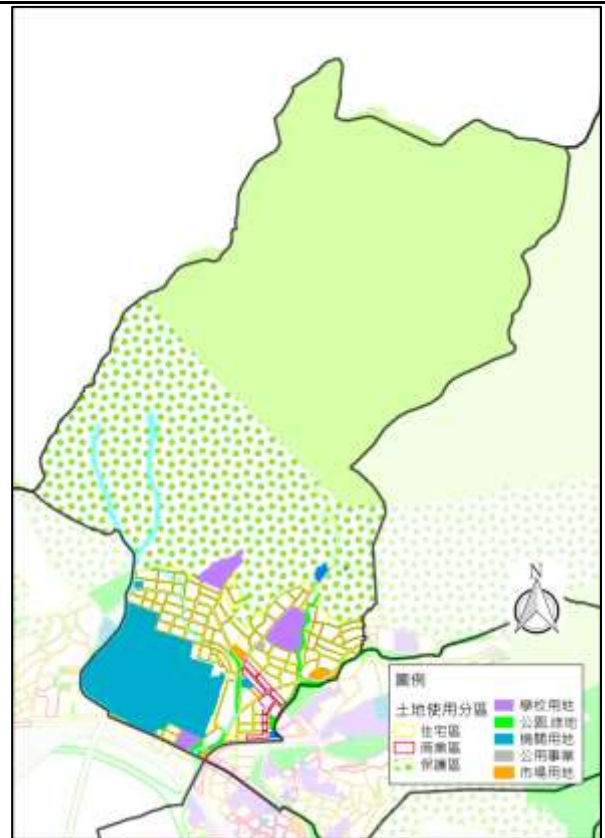 N
圖例
土地使用分區
住宅區
商業區
保護區
學校用地
公園.綠地
機關用地
公用事業
市場用地